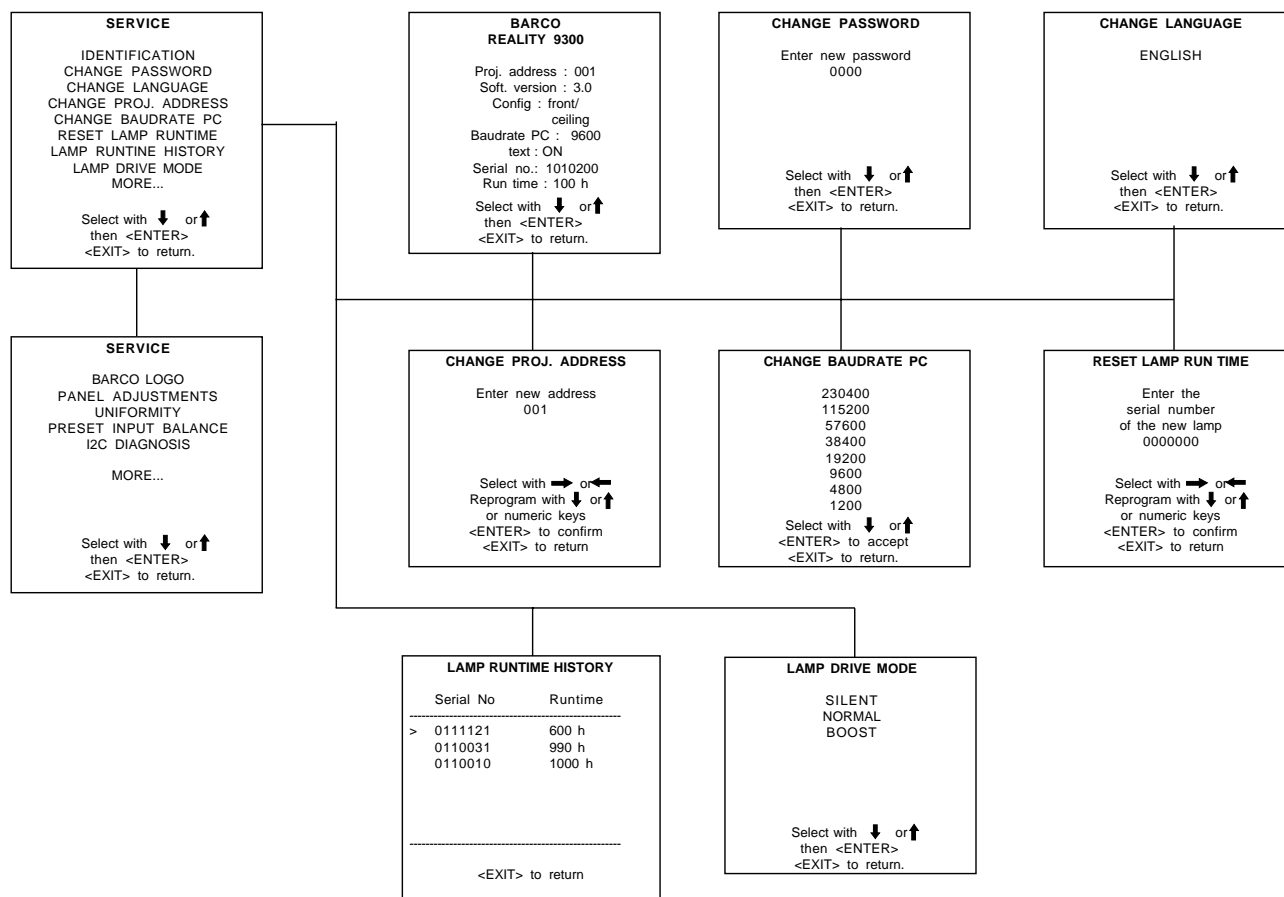 SERVICE
IDENTIFICATION
CHANGE PASSWORD
CHANGE LANGUAGE
CHANGE PROJ. ADDRESS
CHANGE BAUDRATE PC
RESET LAMP RUNTIME
LAMP RUNTINE HISTORY
LAMP DRIVE MODE
MORE...
Select with ⬇ or ⬆
then <ENTER>
<EXIT> to return.
BARCO
REALITY 9300
Proj. address : 001
Soft. version : 3.0
Config : front/
ceiling
Baudrate PC : 9600
text : ON
Serial no.: 1010200
Run time : 100 h
Select with ⬇ or ⬆
then <ENTER>
<EXIT> to return.
CHANGE PASSWORD
Enter new password
0000
Select with ⬇ or ⬆
then <ENTER>
<EXIT> to return.
CHANGE LANGUAGE
ENGLISH
Select with ⬇ or ⬆
then <ENTER>
<EXIT> to return.
SERVICE
BARCO LOGO
PANEL ADJUSTMENTS
UNIFORMITY
PRESET INPUT BALANCE
I2C DIAGNOSIS
MORE...
Select with ⬇ or ⬆
then <ENTER>
<EXIT> to return.
CHANGE PROJ. ADDRESS
Enter new address
001
Select with ➡ or ⬅
Reprogram with ⬇ or ⬆
or numeric keys
<ENTER> to confirm
<EXIT> to return
CHANGE BAUDRATE PC
230400
115200
57600
38400
19200
9600
4800
1200
Select with ⬇ or ⬆
<ENTER> to accept
<EXIT> to return.
RESET LAMP RUN TIME
Enter the
serial number
of the new lamp
0000000
Select with ➡ or ⬅
Reprogram with ⬇ or ⬆
or numeric keys
<ENTER> to confirm
<EXIT> to return
LAMP RUNTIME HISTORY
Serial No Runtime
> 0111121 600 h
0110031 990 h
0110010 1000 h
<EXIT> to return
LAMP DRIVE MODE
SILENT
NORMAL
BOOST
Select with ⬇ or ⬆
then <ENTER>
<EXIT> to return.